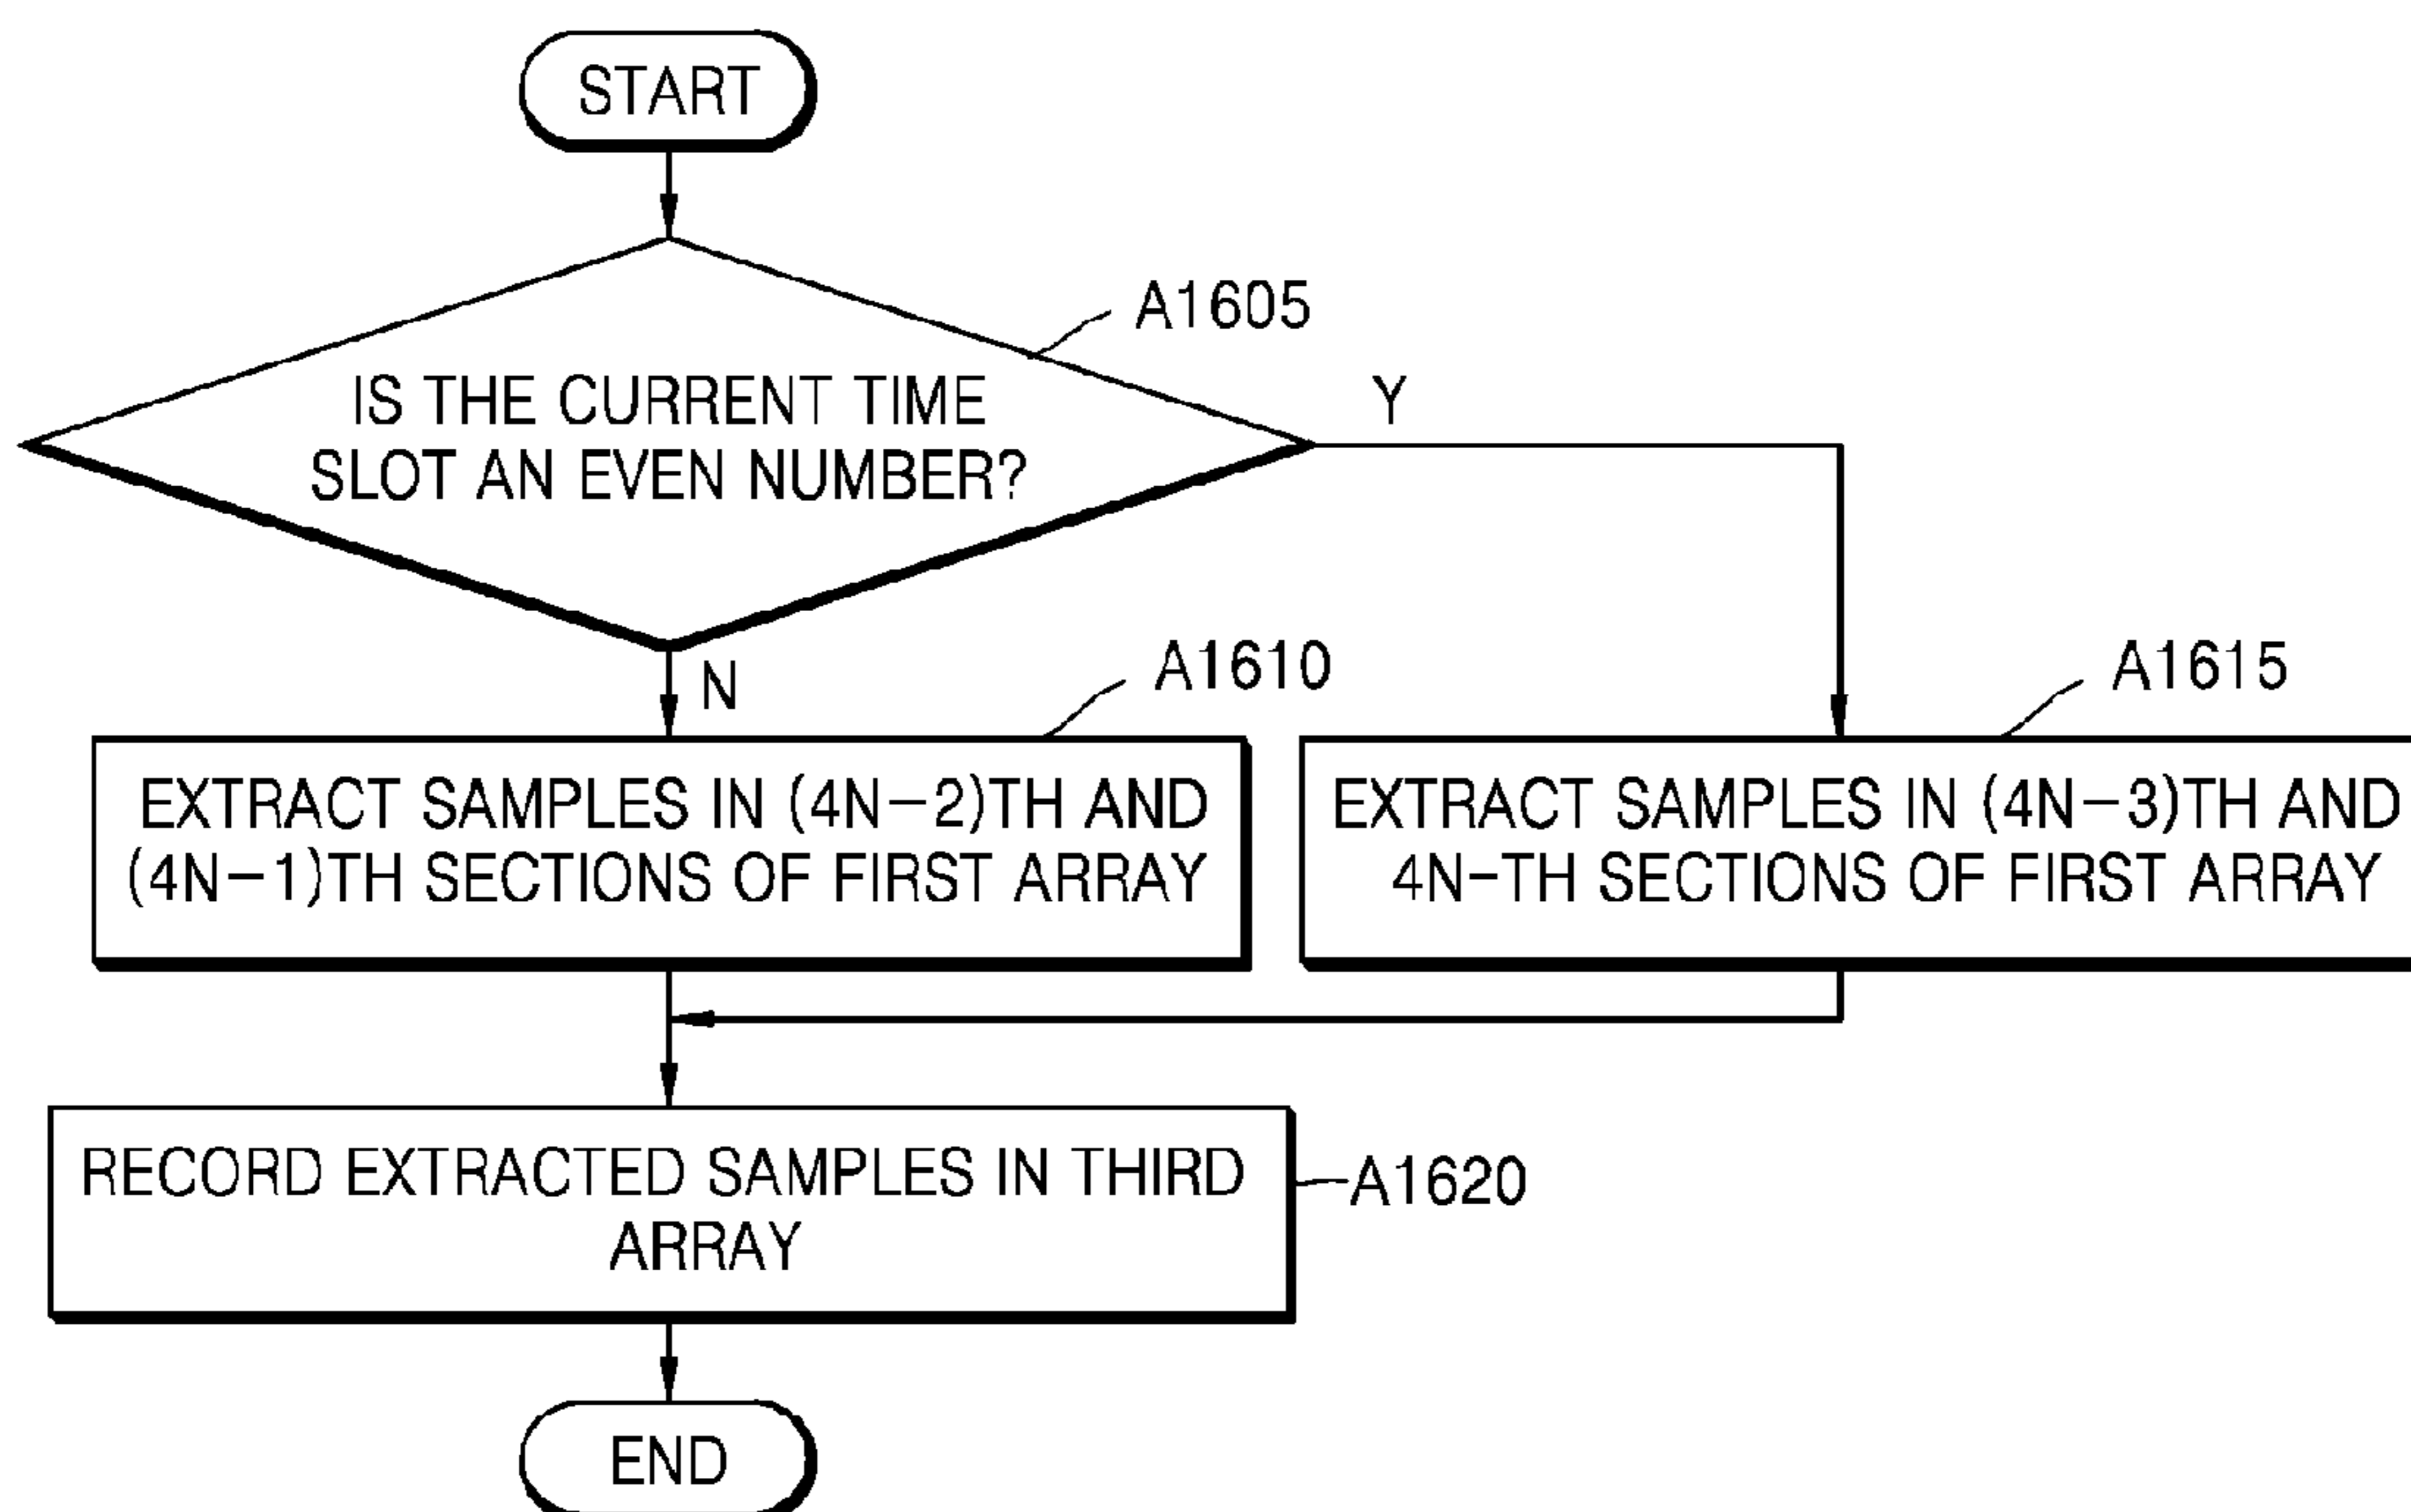 START
A1605
IS THE CURRENT TIME
SLOT AN EVEN NUMBER?
Y
N
A1610
EXTRACT SAMPLES IN (4N−2)TH AND
(4N−1)TH SECTIONS OF FIRST ARRAY
A1615
EXTRACT SAMPLES IN (4N−3)TH AND
4N−TH SECTIONS OF FIRST ARRAY
RECORD EXTRACTED SAMPLES IN THIRD
ARRAY
A1620
END